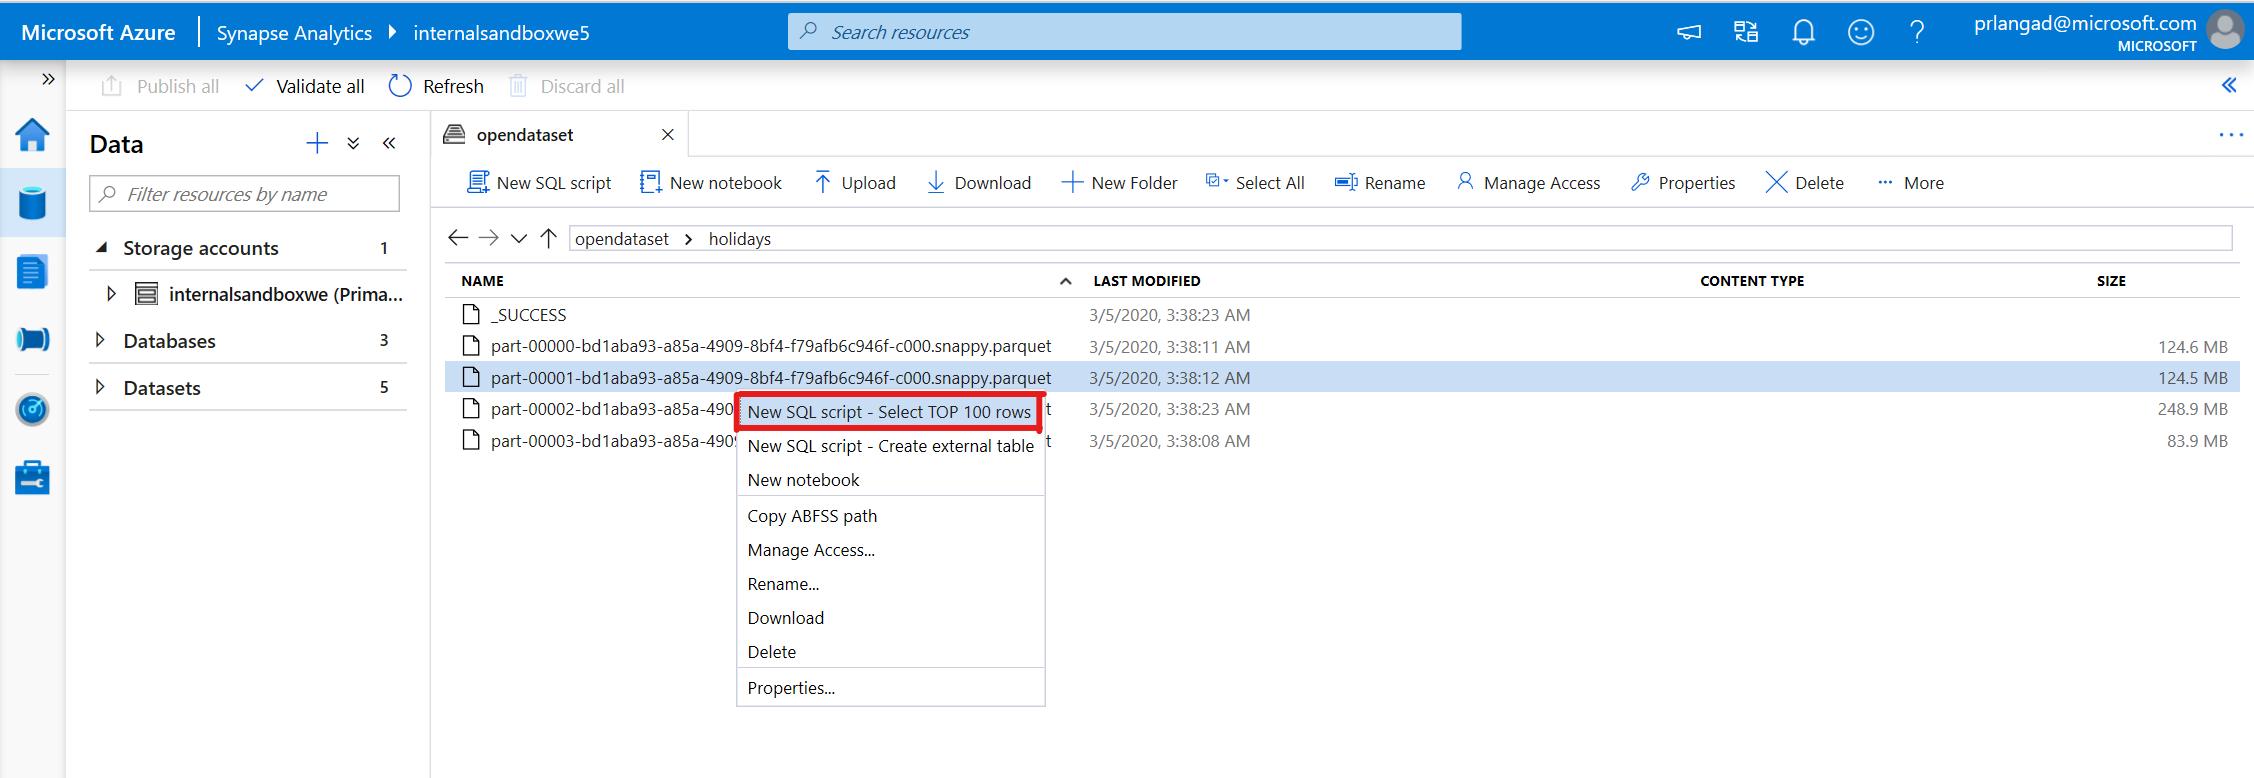 Microsoft Azure Synapse Analytics internalsandboxwe5 Search resources prlangad@microsoft.com
MICROSOFT
Publish all Validate all Refresh Discard all
Data
Filter resources by name
Storage accounts 1
internalsandboxwe (Prima...
Databases 3
Datasets 5
opendataset
New SQL script New notebook Upload Download New Folder Select All Rename Manage Access Properties Delete More
opendataset holidays
NAME LAST MODIFIED CONTENT TYPE SIZE
_SUCCESS 3/5/2020, 3:38:23 AM
part-00000-bd1aba93-a85a-4909-8bf4-f79afb6c946f-c000.snappy.parquet 3/5/2020, 3:38:11 AM 124.6 MB
part-00001-bd1aba93-a85a-4909-8bf4-f79afb6c946f-c000.snappy.parquet 3/5/2020, 3:38:12 AM 124.5 MB
part-00002-bd1aba93-a85a-490 t 3/5/2020, 3:38:23 AM 248.9 MB
part-00003-bd1aba93-a85a-4909 t 3/5/2020, 3:38:08 AM 83.9 MB
New SQL script - Select TOP 100 rows
New SQL script - Create external table
New notebook
Copy ABFSS path
Manage Access...
Rename...
Download
Delete
Properties...